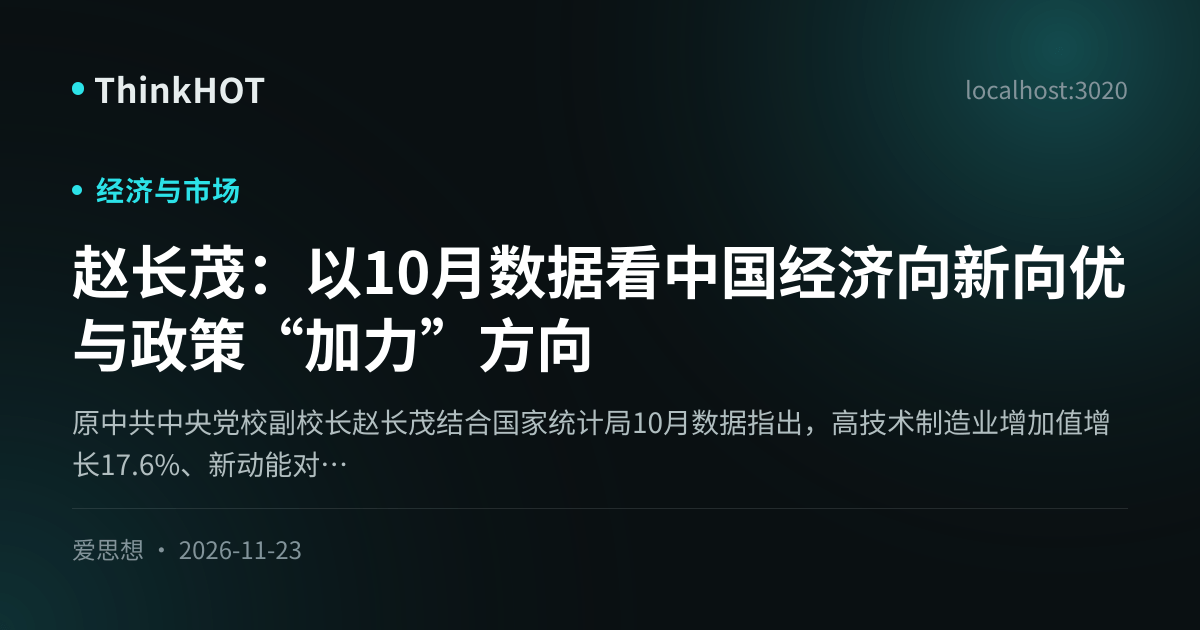 ThinkHOT
localhost:3020
经济与市场
赵长茂：以10月数据看中国经济向新向优
与政策“加力”方向
原中共中央党校副校长赵长茂结合国家统计局10月数据指出，高技术制造业增加值增
长17.6%、新动能对…
爱思想 · 2026-11-23